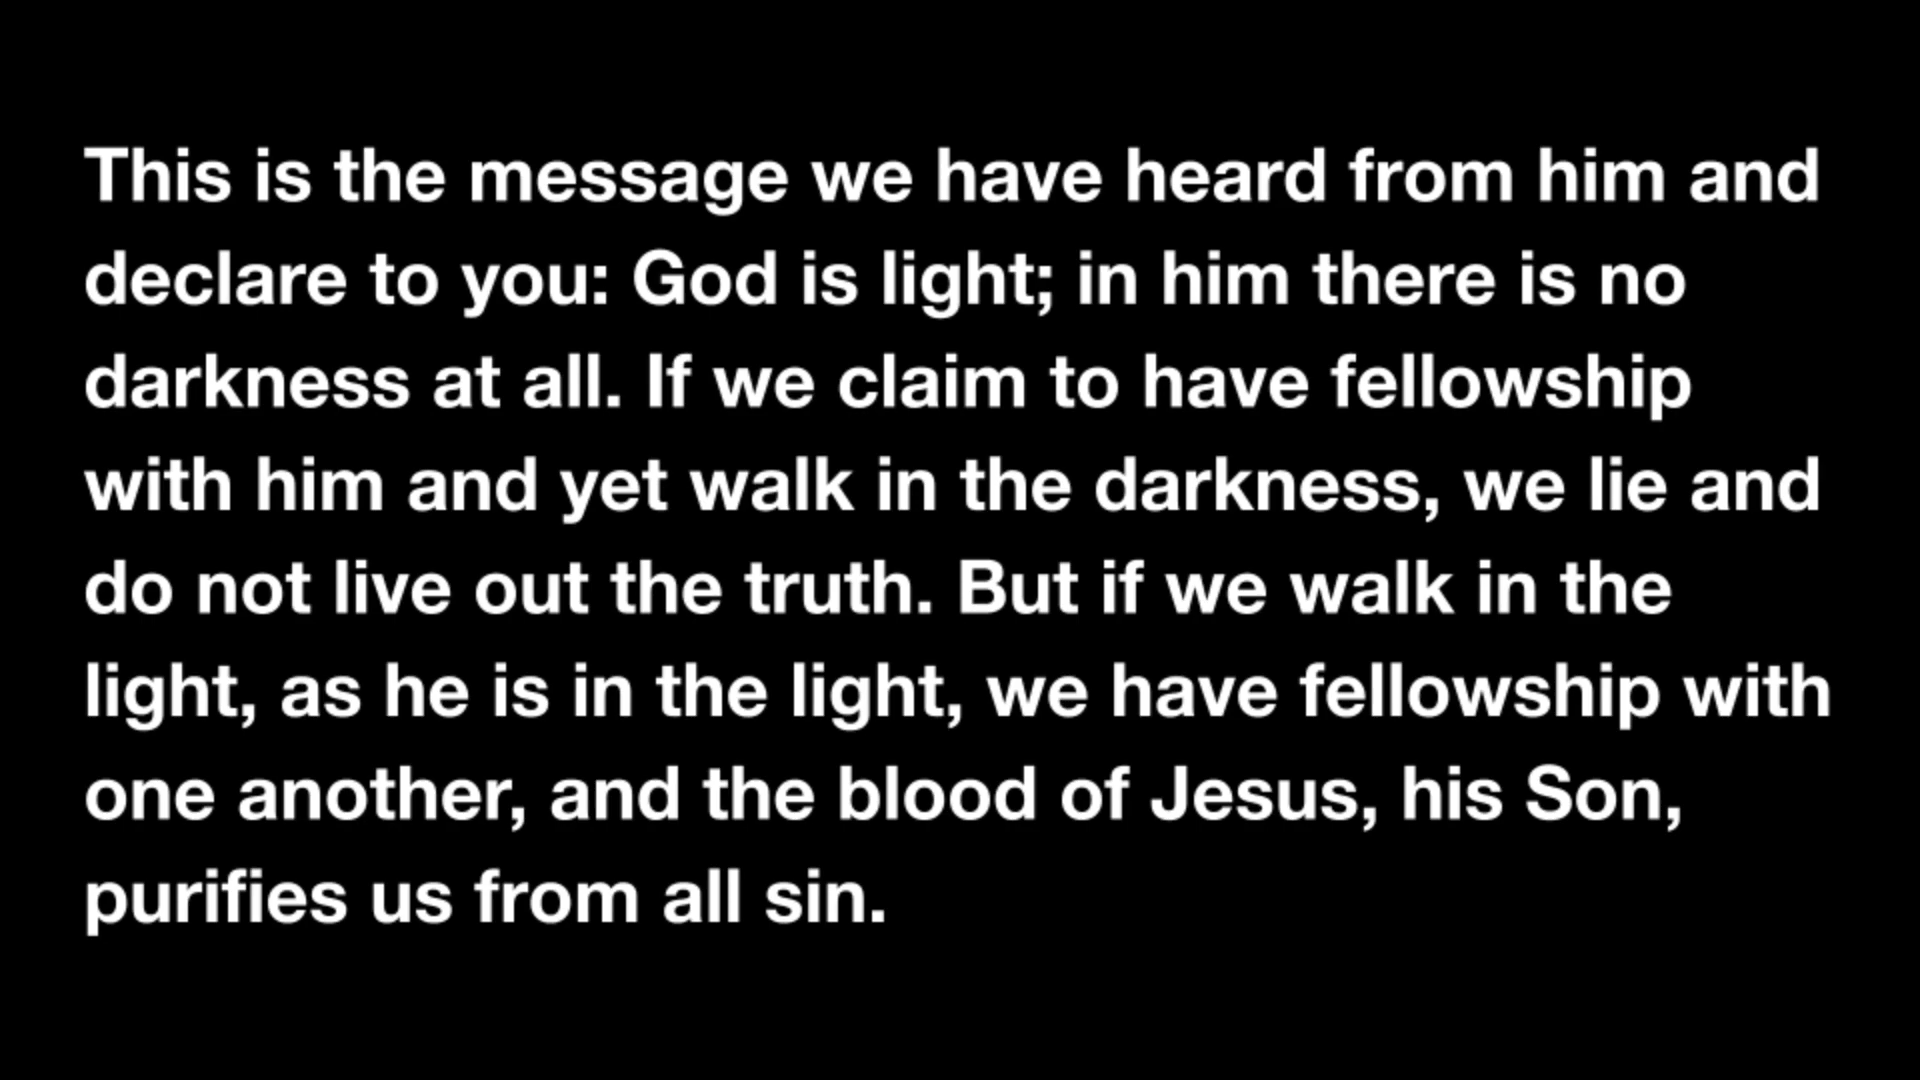 This is the message we have heard from him and
declare to you: God is light; in him there is no
darkness at all. If we claim to have fellowship
with him and yet walk in the darkness, we lie and
do not live out the truth. But if we walk in the
light, as he is in the light, we have fellowship with
one another, and the blood of Jesus, his Son,
purifies us from all sin.